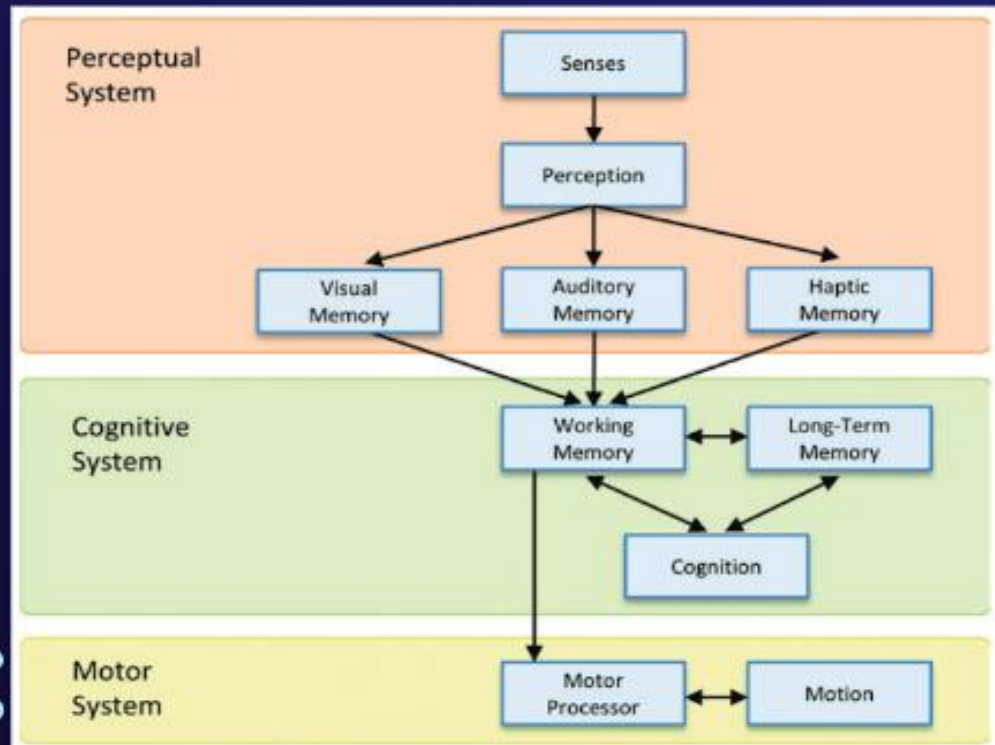 Perceptual
System
Senses
Perception
Visual
Memory
Auditory
Memory
Haptic
Memory
Cognitive
System
Working
Memory
Long-Term
Memory
Cognition
Motor
System
Motor
Processor
Motion